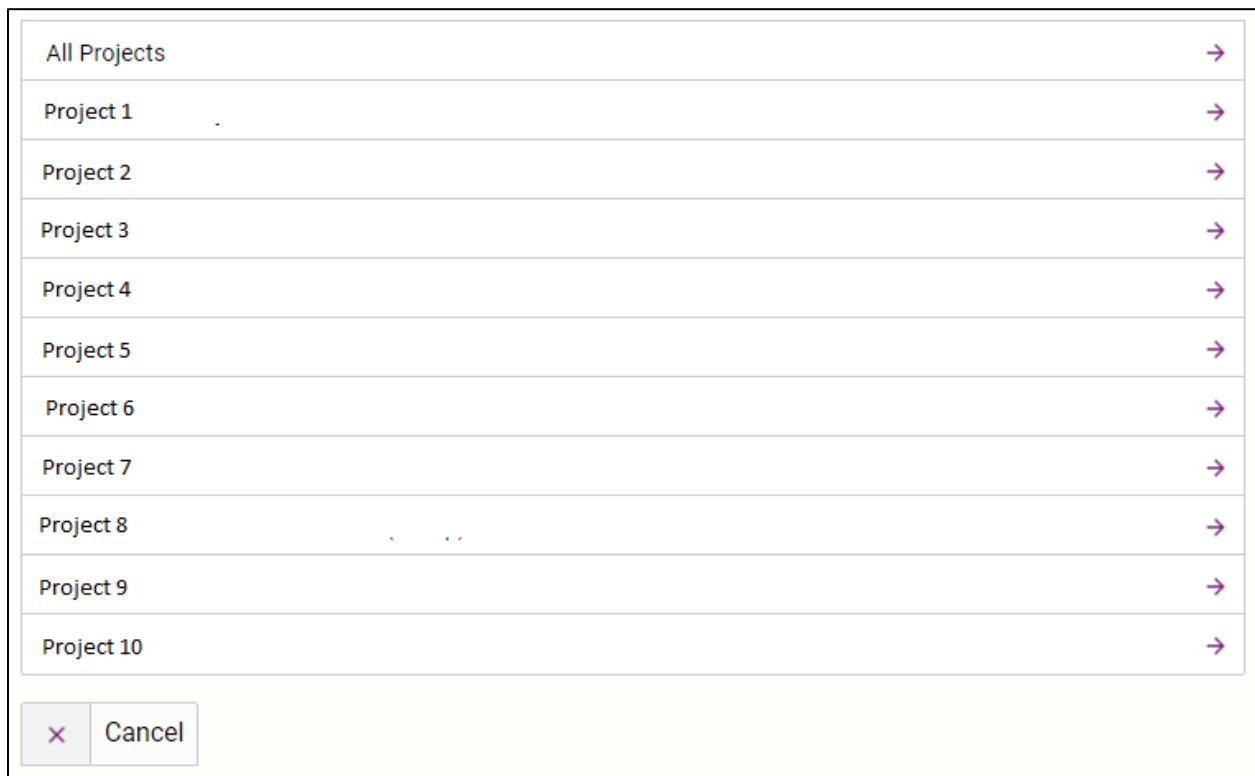 All Projects
Project 1
Project 2
Project 3
Project 4
Project 5
Project 6
Project 7
Project 8
Project 9
Project 10
Cancel